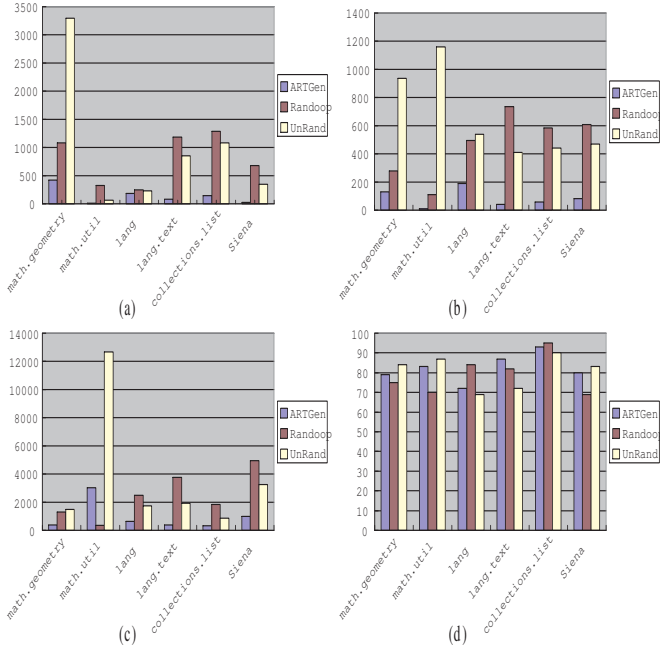 3500
3000
2500
2000
1500
1000
500
0
ARTGen
Randoop
UnRand
math.geometry
math.util
lang
lang.text
collections.list
Siena
(a)
1400
1200
1000
800
600
400
200
0
ARTGen
Randoop
UnRand
math.geometry
math.util
lang
lang.text
collections.list
Siena
(b)
14000
12000
10000
8000
6000
4000
2000
0
ARTGen
Randoop
UnRand
math.geometry
math.util
lang
lang.text
collections.list
Siena
(c)
100
90
80
70
60
50
40
30
20
10
0
ARTGen
Randoop
UnRand
math.geometry
math.util
lang
lang.text
collections.list
Siena
(d)